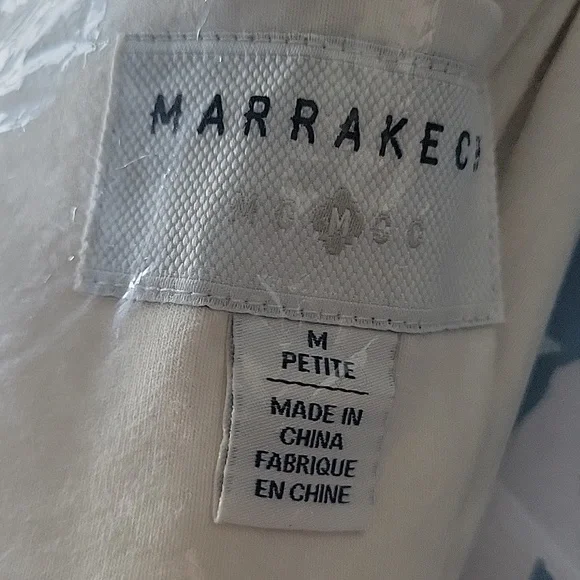 MARRAKECH
M
PETITE
MADE IN
CHINA
FABRIQUE
EN CHINE